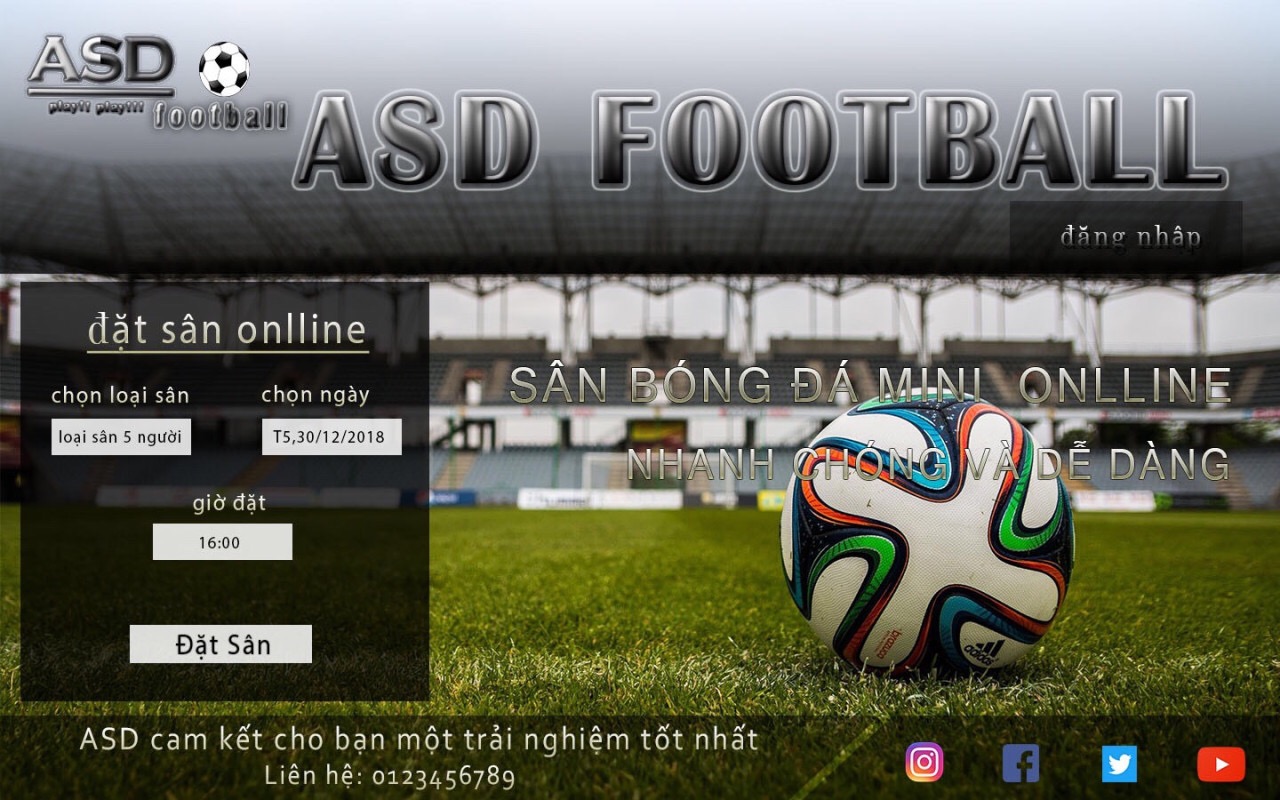 ASD
play!! play!!!
football
ASD FOOTBALL
đăng nhập
đặt sân onlline
chọn loại sân
chọn ngày
loại sân 5 người
T5,30/12/2018
giờ đặt
16:00
Đặt Sân
SÂN BÓNG ĐÁ MINI ONLLINE
NHANH CHÓNG VÀ DỄ DÀNG
brazuca
adidas
ASD cam kết cho bạn một trải nghiệm tốt nhất
Liên hệ: 0123456789